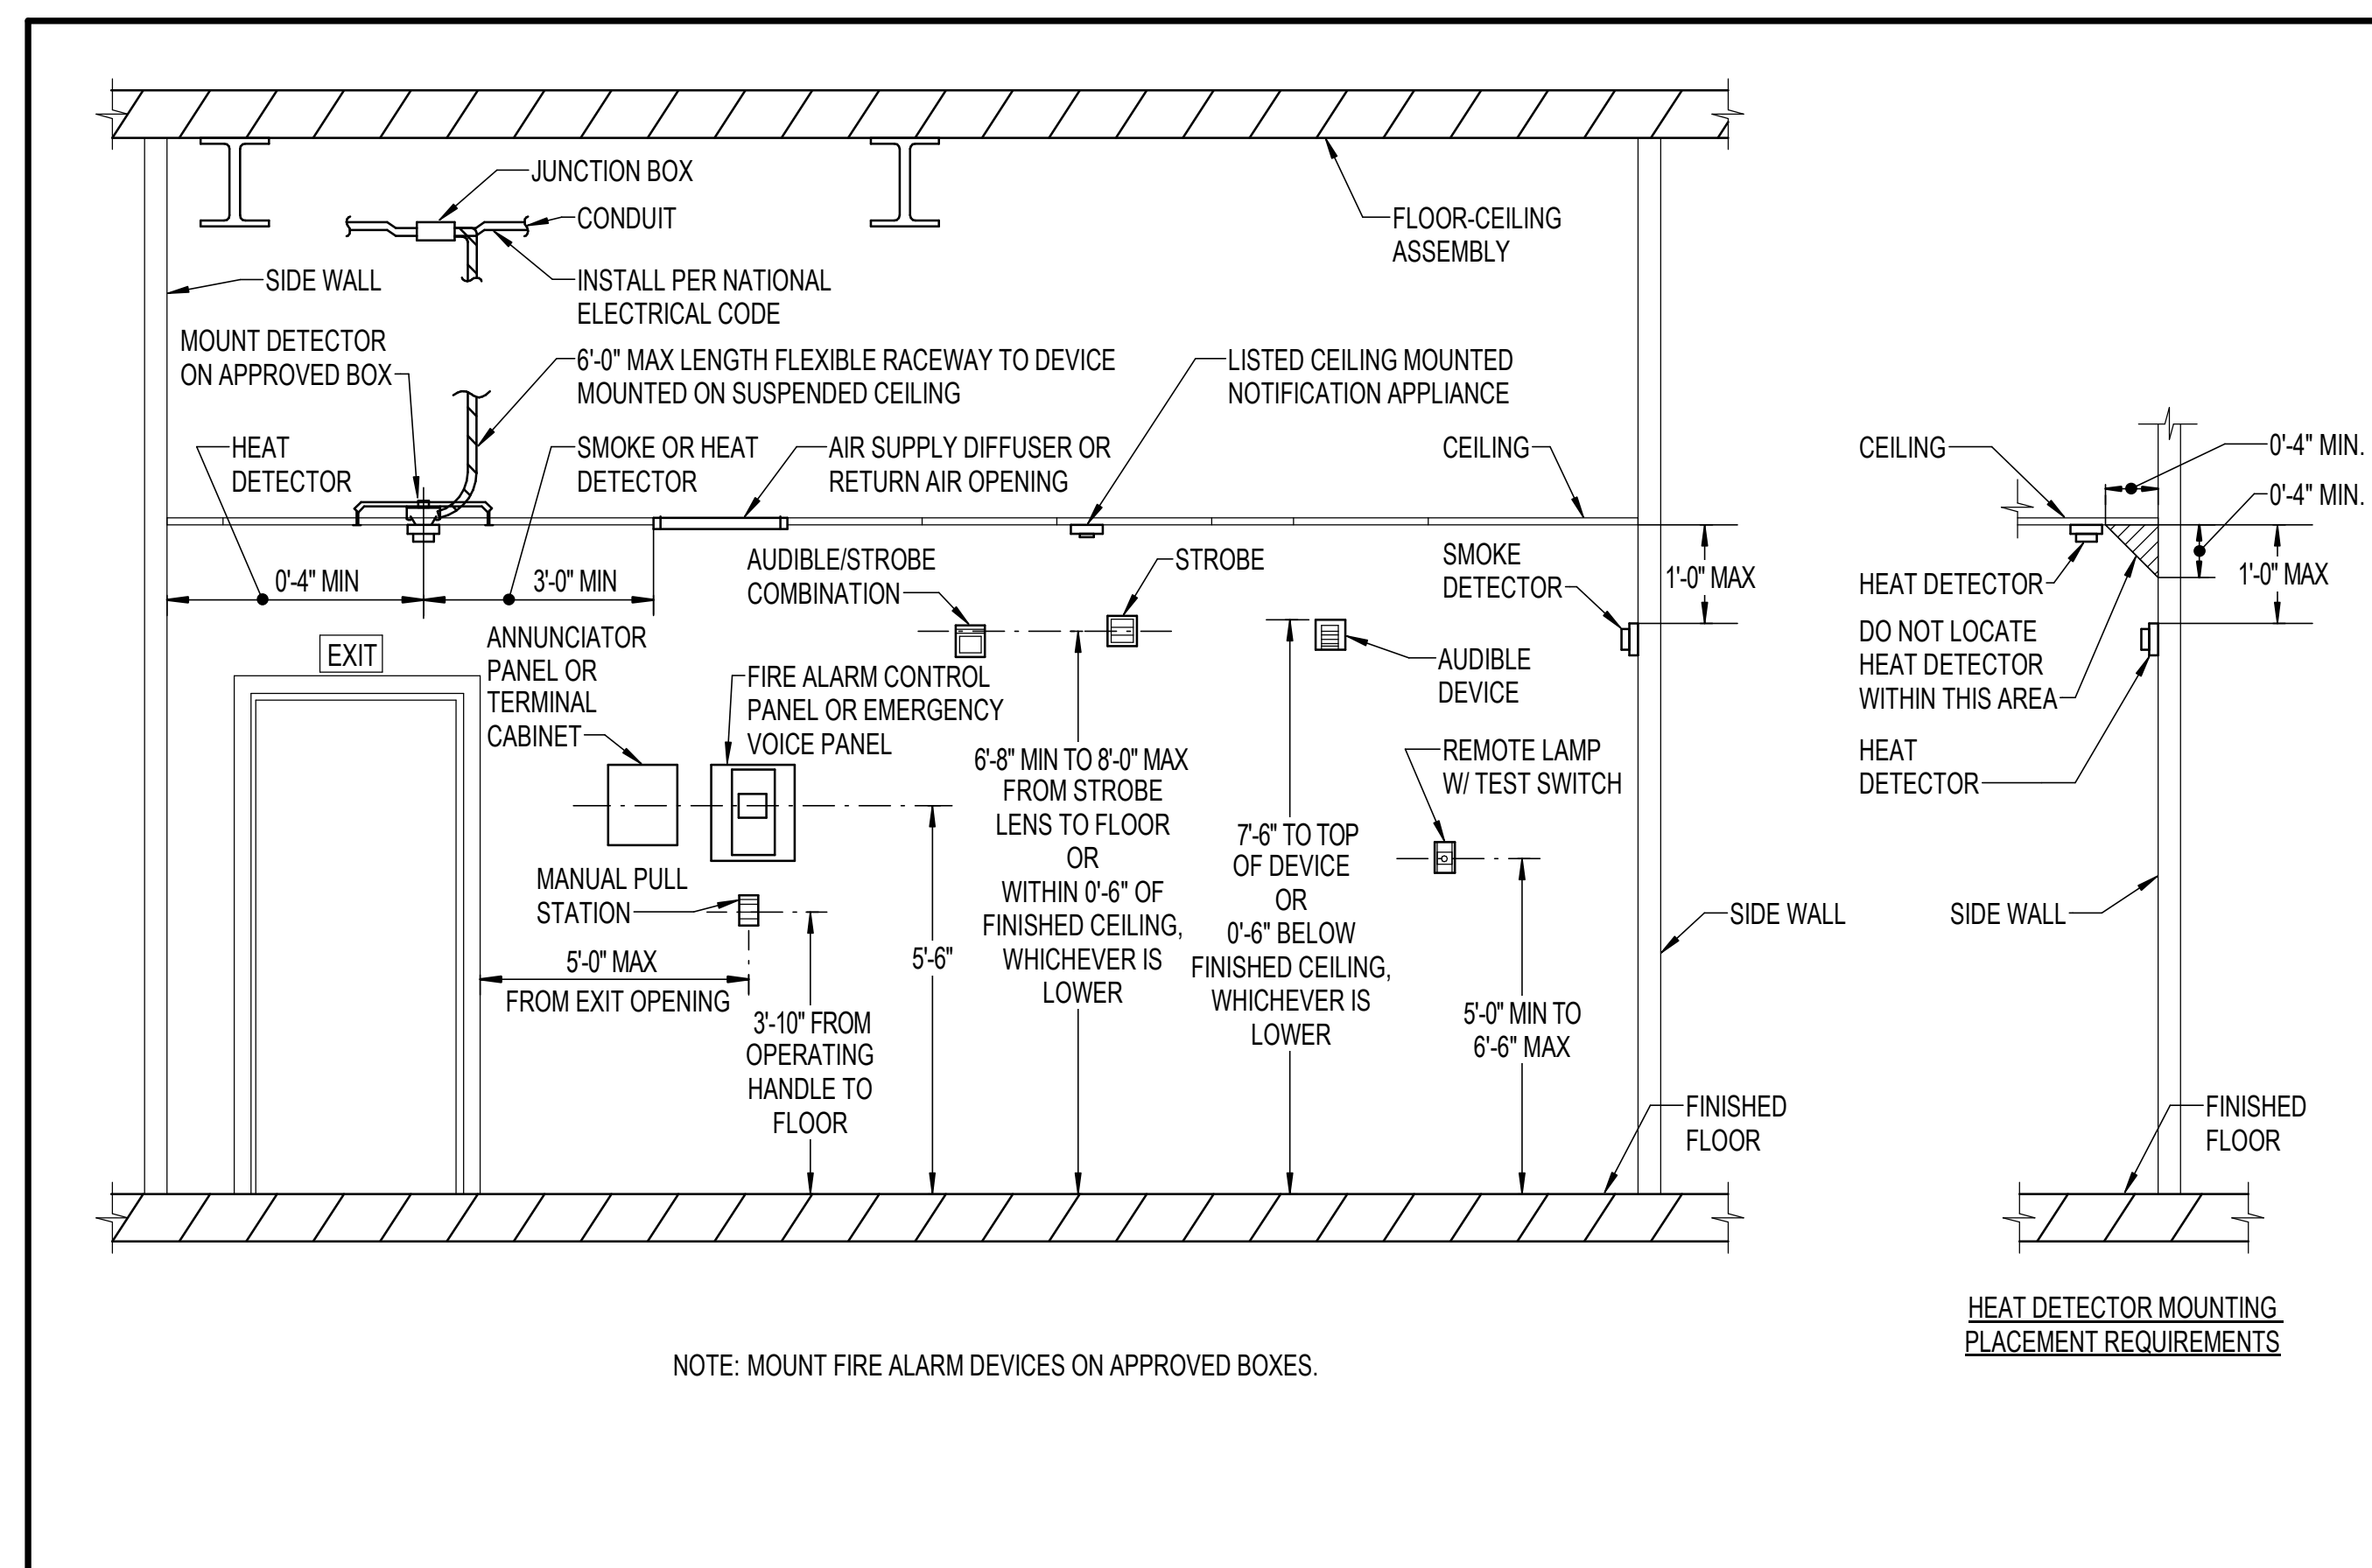 JUNCTION BOX
CONDUIT
FLOOR-CEILING
ASSEMBLY
SIDE WALL
INSTALL PER NATIONAL
ELECTRICAL CODE
MOUNT DETECTOR
ON APPROVED BOX
6'-0" MAX LENGTH FLEXIBLE RACEWAY TO DEVICE
MOUNTED ON SUSPENDED CEILING
LISTED CEILING MOUNTED
NOTIFICATION APPLIANCE
HEAT
DETECTOR
SMOKE OR HEAT
DETECTOR
AIR SUPPLY DIFFUSER OR
RETURN AIR OPENING
CEILING
0'-4" MIN
3'-0" MIN
AUDIBLE/STROBE
COMBINATION
STROBE
SMOKE
DETECTOR
1'-0" MAX
EXIT
ANNUNCIATOR
PANEL OR
TERMINAL
CABINET
FIRE ALARM CONTROL
PANEL OR EMERGENCY
VOICE PANEL
AUDIBLE
DEVICE
REMOTE LAMP
W/ TEST SWITCH
6'-8" MIN TO 8'-0" MAX
FROM STROBE
LENS TO FLOOR
OR
WITHIN 0'-6" OF
FINISHED CEILING,
WHICHEVER IS
LOWER
7'-6" TO TOP
OF DEVICE
OR
0'-6" BELOW
FINISHED CEILING,
WHICHEVER IS
LOWER
MANUAL PULL
STATION
5'-0" MAX
FROM EXIT OPENING
5'-6"
3'-10" FROM
OPERATING
HANDLE TO
FLOOR
5'-0" MIN TO
6'-6" MAX
SIDE WALL
FINISHED
FLOOR
CEILING
0'-4" MIN.
0'-4" MIN.
HEAT DETECTOR
1'-0" MAX
DO NOT LOCATE
HEAT DETECTOR
WITHIN THIS AREA
HEAT
DETECTOR
SIDE WALL
FINISHED
FLOOR
HEAT DETECTOR MOUNTING
PLACEMENT REQUIREMENTS
NOTE: MOUNT FIRE ALARM DEVICES ON APPROVED BOXES.